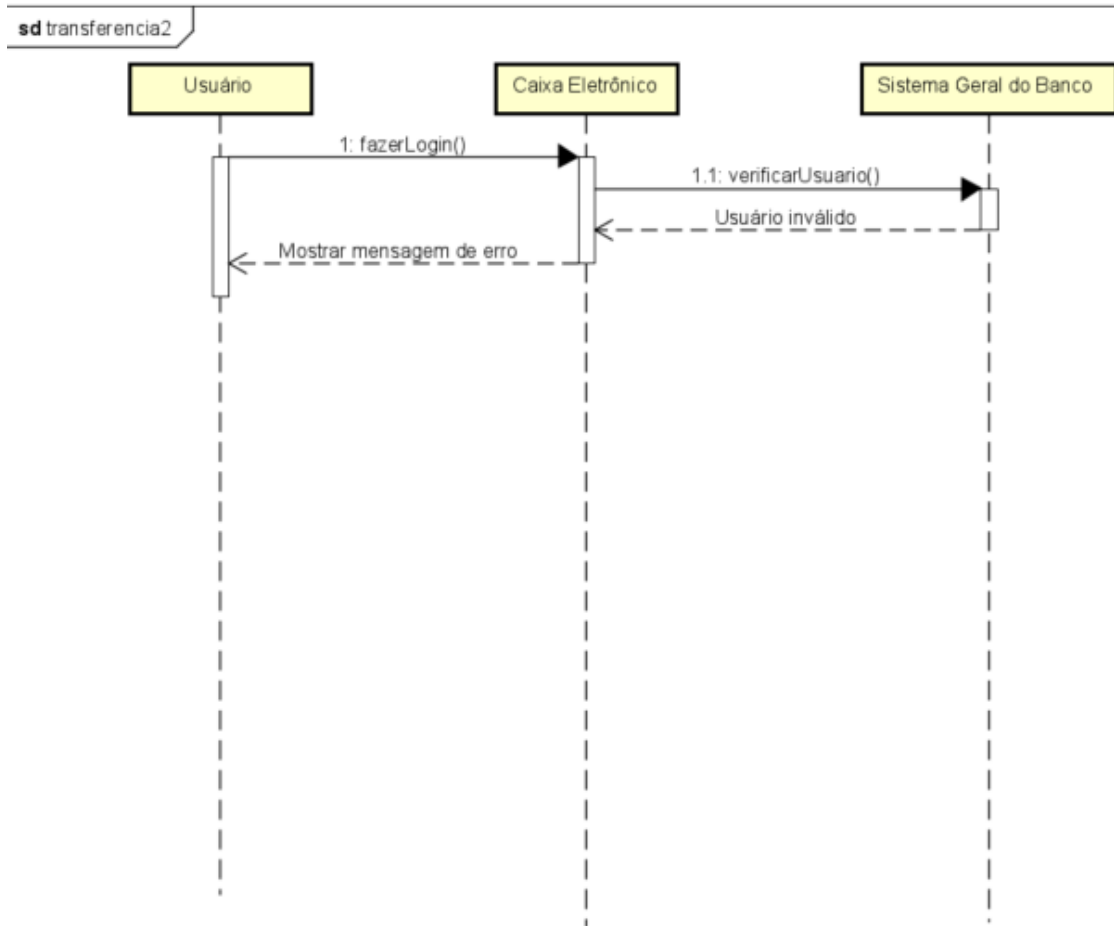 sd transferencia2
Usuário
Caixa Eletrônico
Sistema Geral do Banco
1: fazerLogin()
1.1: verificarUsuario()
Usuário inválido
Mostrar mensagem de erro